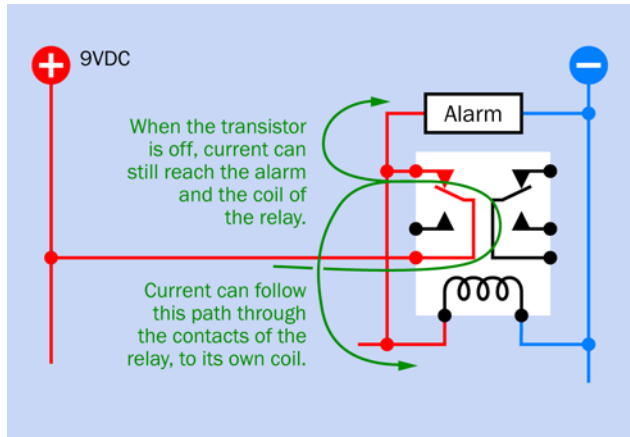 +
9VDC
−
Alarm
When the transistor
is off, current can
still reach the alarm
and the coil of
the relay.
Current can follow
this path through
the contacts of the
relay, to its own coil.